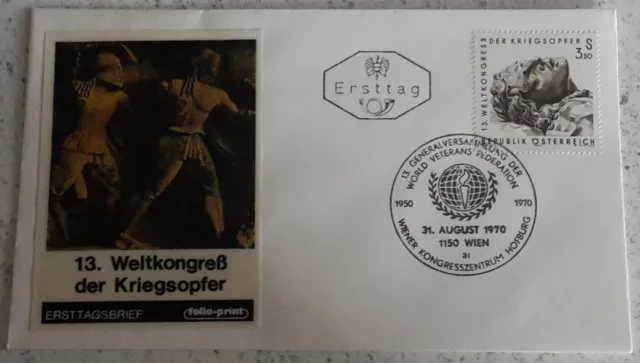 13. Weltkongreß
der Kriegsopfer
ERSTTAGSBRIEF
folio-print
Ersttag
13. WELTKONGRESS DER KRIEGSOPFER
S
3,50
REPUBLIK ÖSTERREICH
13. GENERALVERSAMMLUNG DER
WORLD VETERANS FEDERATION
1950 1970
31. AUGUST 1970
1150 WIEN
31
WIENER KONGRESSZENTRUM HOFBURG